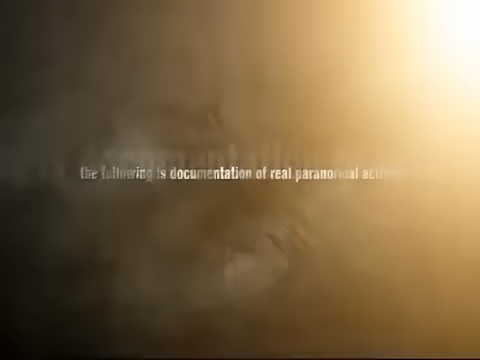 the following is documentation of real paranormal